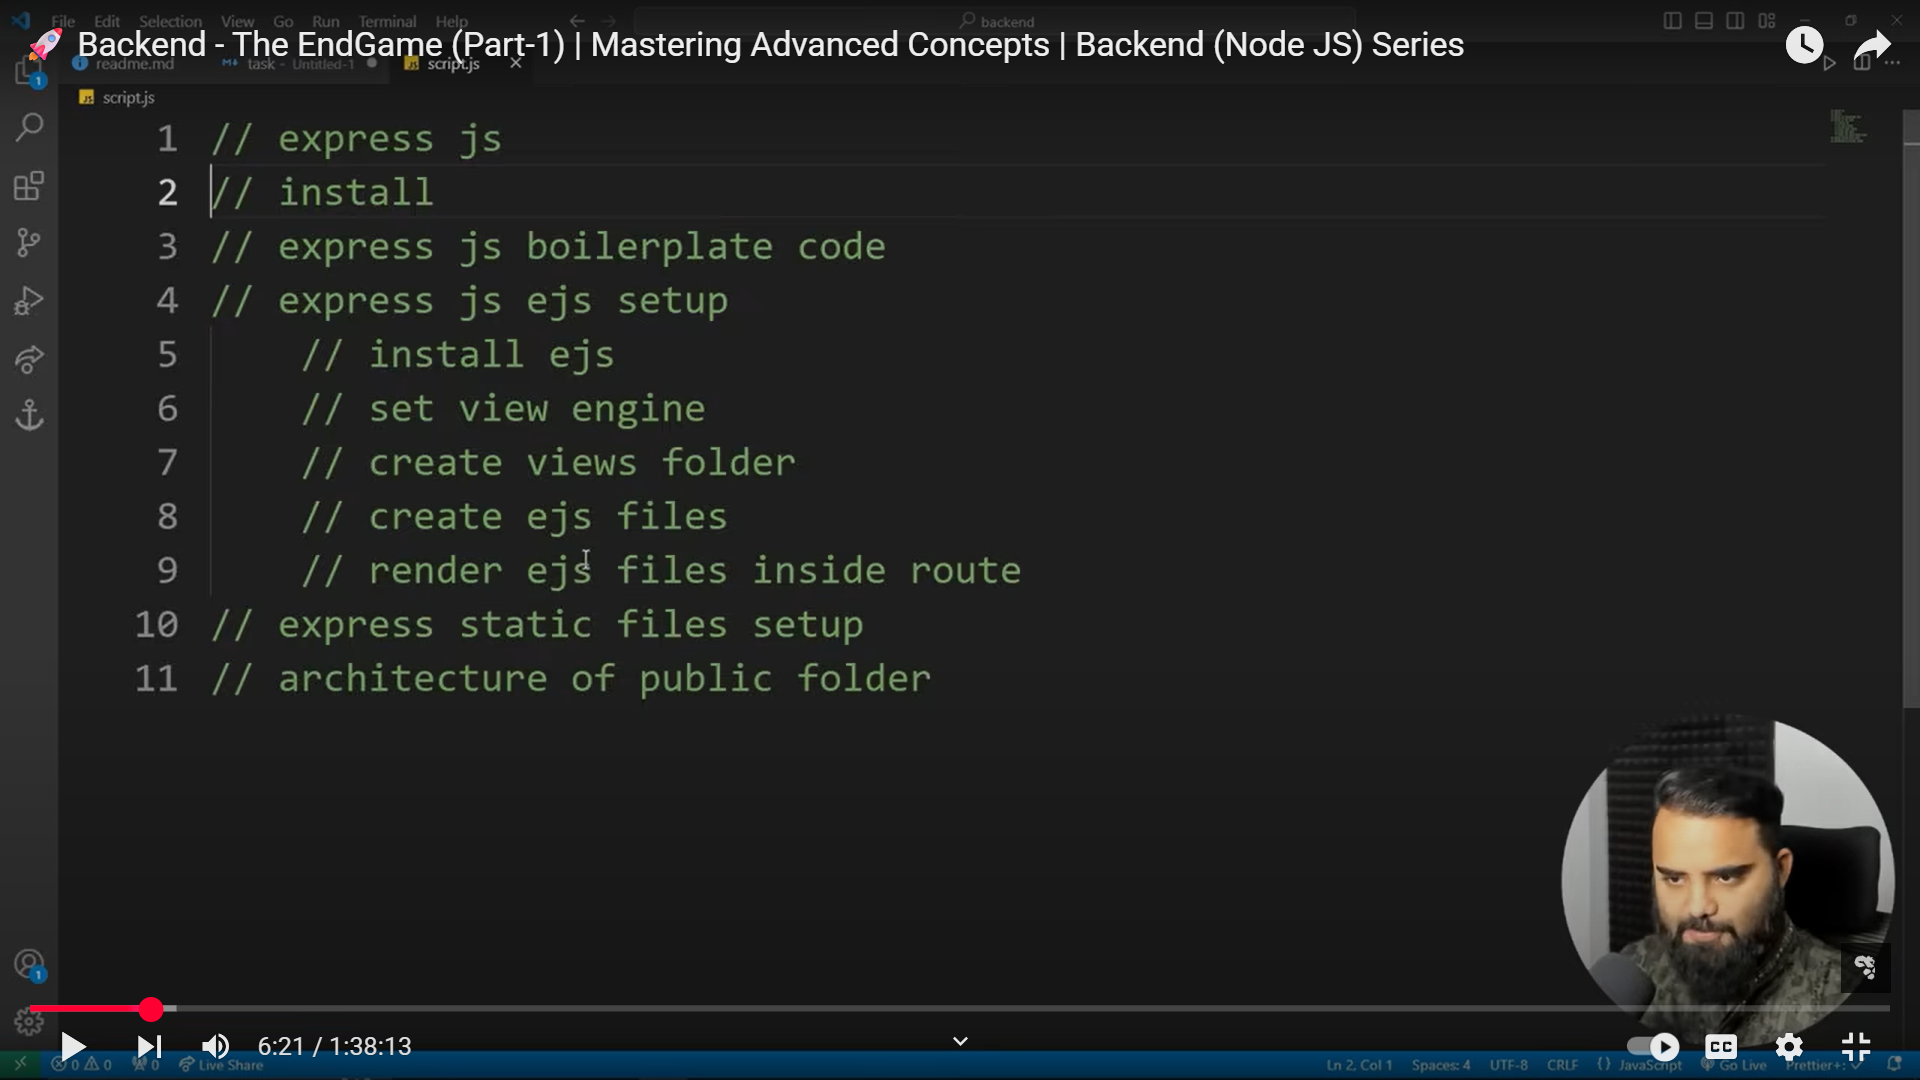 File Edit Selection View Go Run Terminal Help
backend
🚀 Backend - The EndGame (Part-1) | Mastering Advanced Concepts | Backend (Node JS) Series
readme.md
task - Untitled-1
script.js
script.js
1 // express js
2 // install
3 // express js boilerplate code
4 // express js ejs setup
5 // install ejs
6 // set view engine
7 // create views folder
8 // create ejs files
9 // render ejs files inside route
10 // express static files setup
11 // architecture of public folder
1
1
6:21 / 1:38:13
CC
0 0 0 Live Share
Ln 2, Col 1 Spaces: 4 UTF-8 CRLF {} JavaScript Go Live Prettier+: